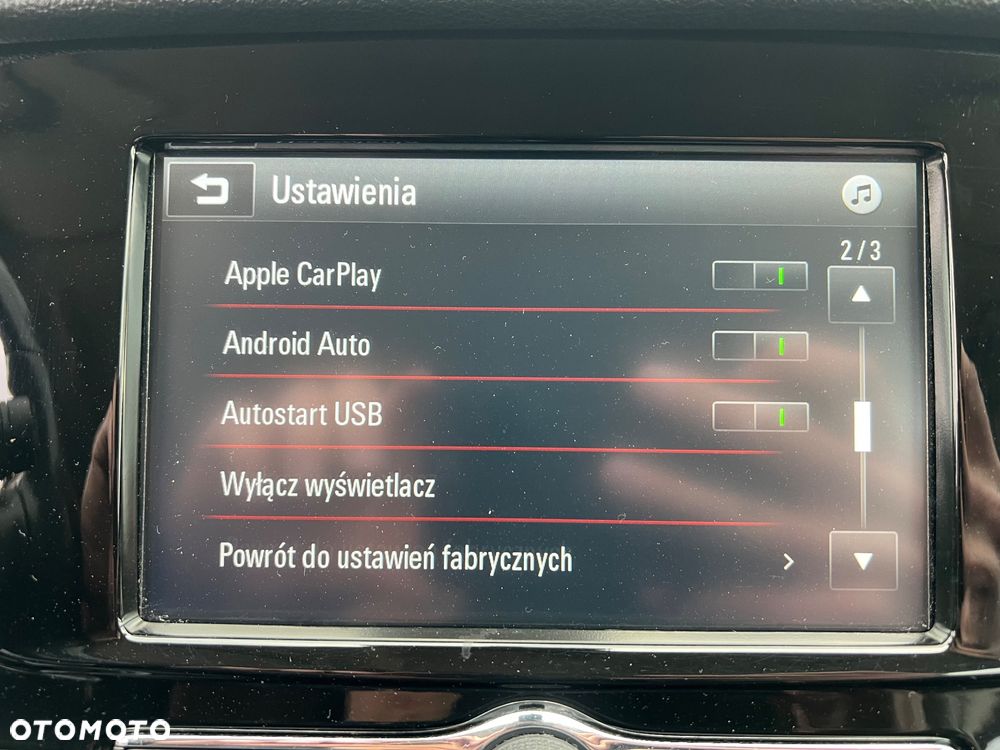 Ustawienia
2/3
Apple CarPlay
Android Auto
Autostart USB
Wyłącz wyświetlacz
Powrót do ustawień fabrycznych
OTOMOTO